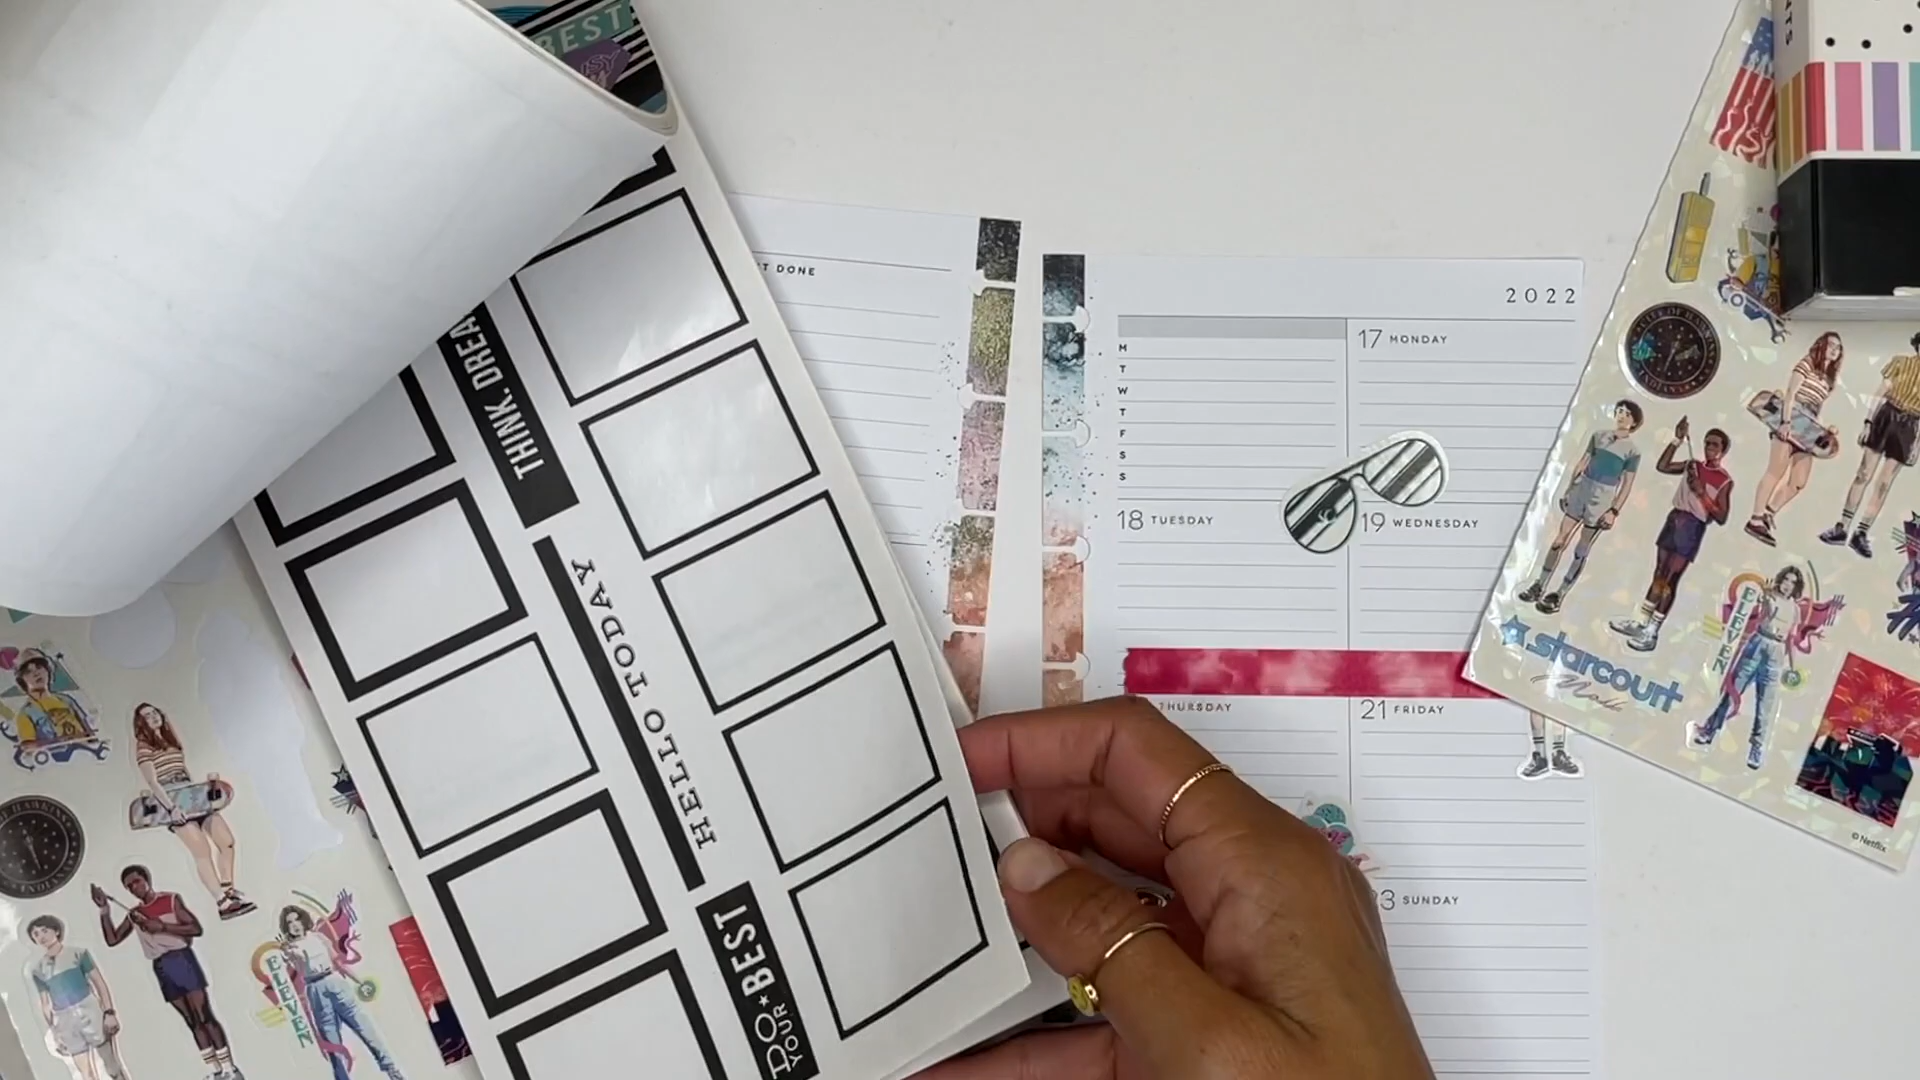 BEST
THINK. DREA
HELLO TODAY
DO YOUR
★ BEST
T DONE
2022
M
T
W
T
F
S
S
17 MONDAY
18 TUESDAY
19 WEDNESDAY
THURSDAY
21 FRIDAY
3 SUNDAY
ELEVEN
starcourt
Mall
ELEVEN
© Netflix